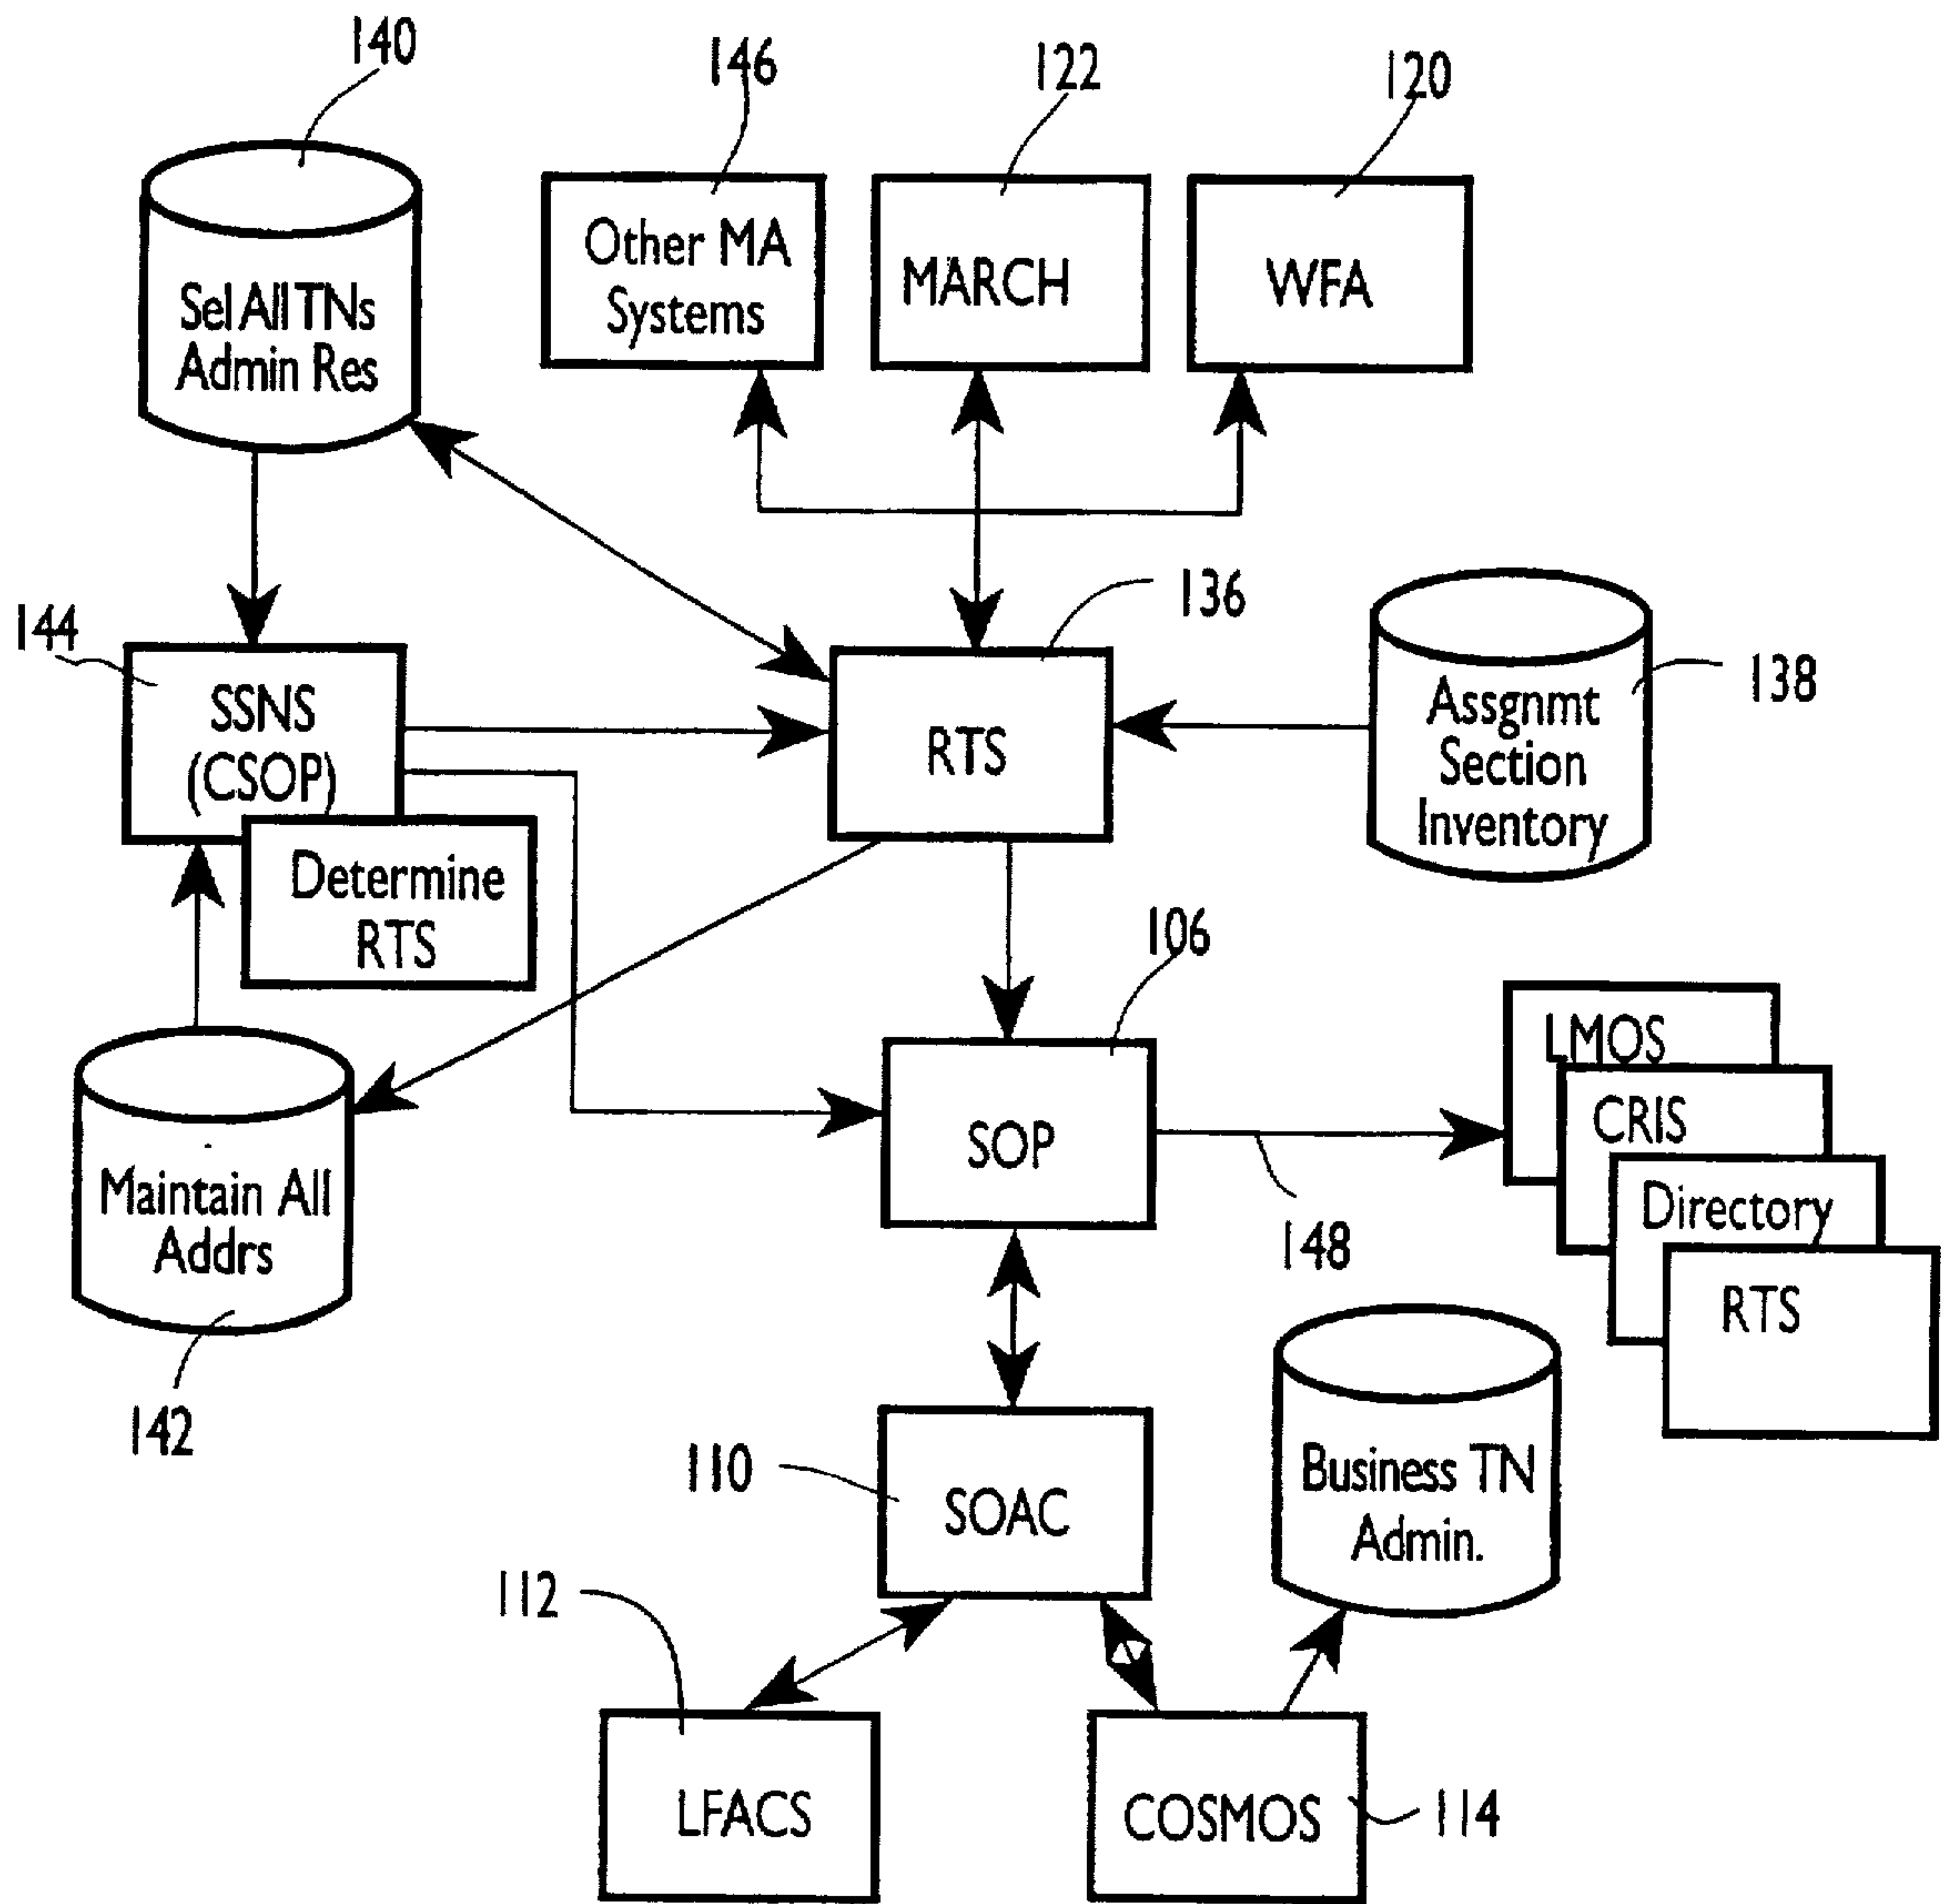 140
146
122
120
Other MA
Systems
MARCH
WFA
Sel All TNs
Admin Res
136
144
138
SSNS
(CSOP)
RTS
Assgnmt
Section
Inventory
Determine
RTS
106
LMOS
CRIS
Directory
RTS
SOP
148
Maintain All
Addrs
142
110
SOAC
Business TN
Admin.
112
LFACS
COSMOS
114